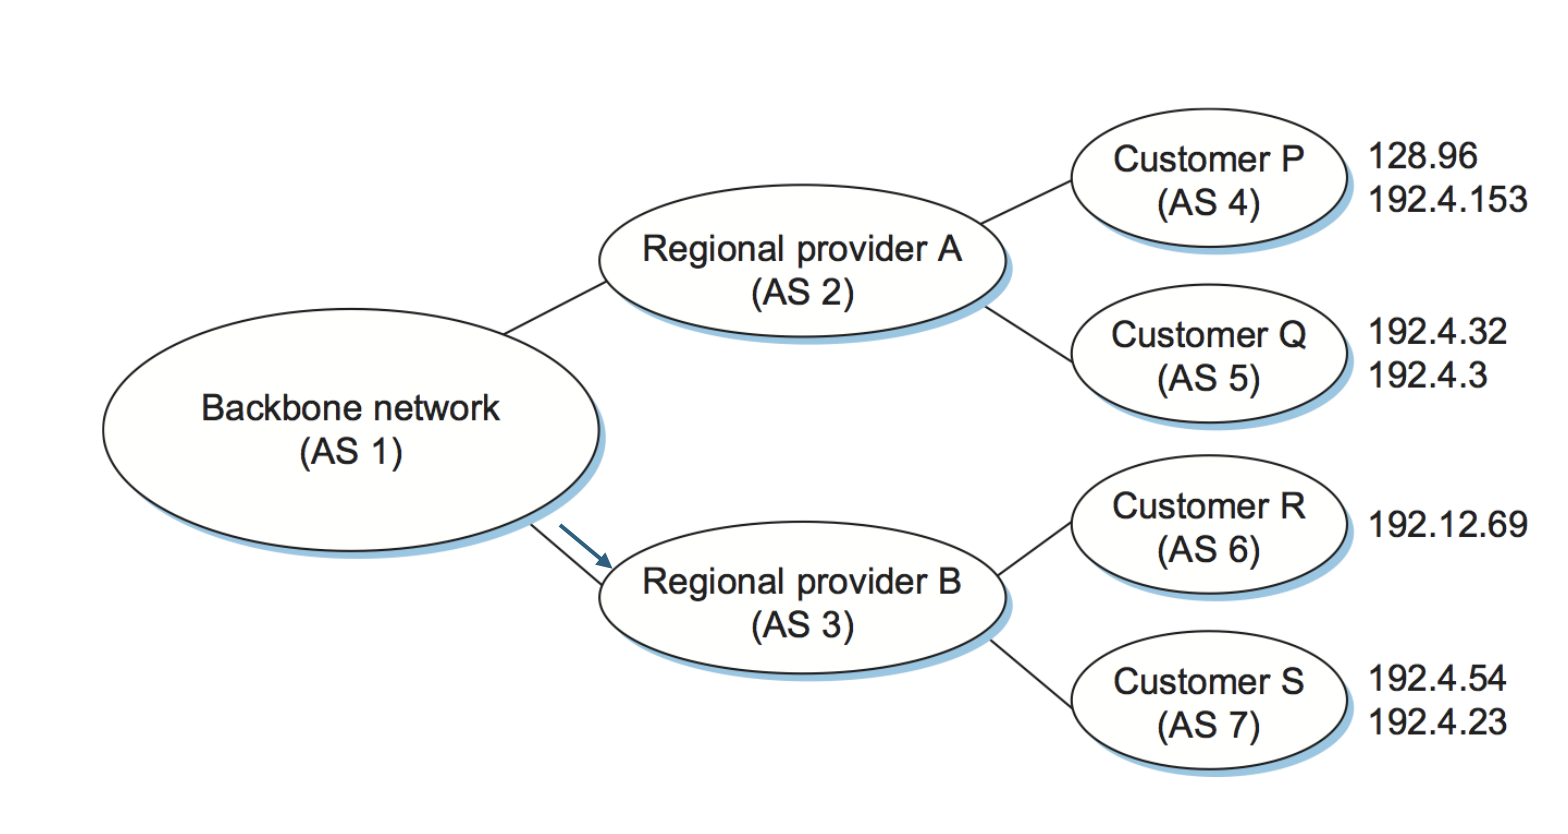 Backbone network
(AS 1)
Regional provider A
(AS 2)
Regional provider B
(AS 3)
Customer P
(AS 4)
128.96
192.4.153
Customer Q
(AS 5)
192.4.32
192.4.3
Customer R
(AS 6)
192.12.69
Customer S
(AS 7)
192.4.54
192.4.23